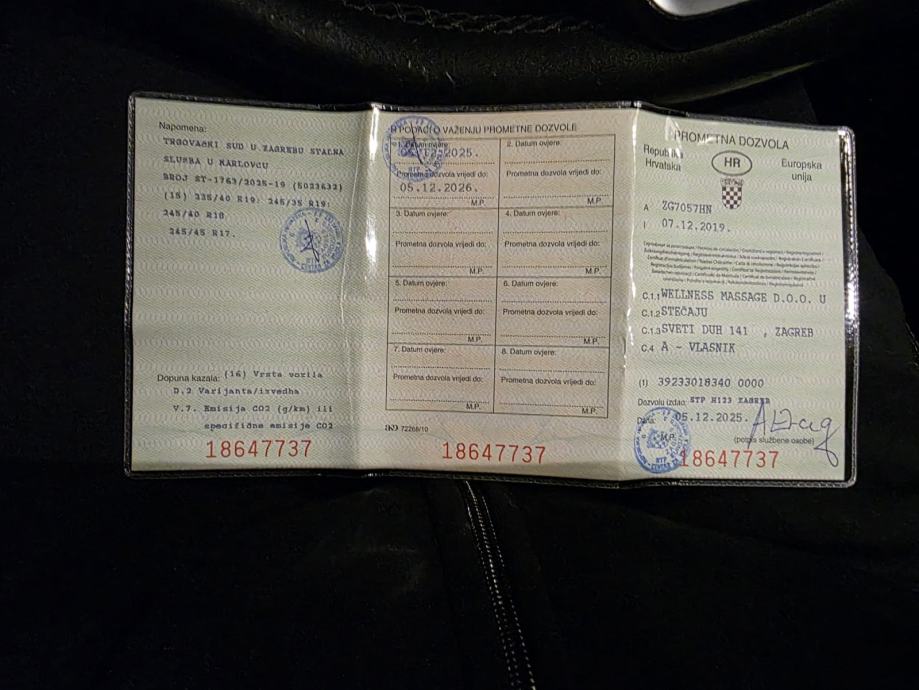 Napomena:
TRGOVAČKI SUD U ZAGREBU STALNA
SLUŽBA U KARLOVCU
BROJ ST-1763/2025-19 (5023632)
(15) 235/40 R19; 245/35 R19;
245/40 R18
245/45 R17.
Dopuna kazala: (16) Vrsta vozila
D.2 Varijanta/izvedba
V.7. Emisija CO2 (g/km) ili
specifične emisije CO2
18647737
PODACI O VAŽENJU PROMETNE DOZVOLE
1. Datum ovjere:
2025.
Prometna dozvola vrijedi do:
05.12.2026.
M.P.
2. Datum ovjere:
Prometna dozvola vrijedi do:
M.P.
3. Datum ovjere:
Prometna dozvola vrijedi do:
M.P.
4. Datum ovjere:
Prometna dozvola vrijedi do:
M.P.
5. Datum ovjere:
Prometna dozvola vrijedi do:
M.P.
6. Datum ovjere:
Prometna dozvola vrijedi do:
M.P.
7. Datum ovjere:
Prometna dozvola vrijedi do:
M.P.
8. Datum ovjere:
Prometna dozvola vrijedi do:
M.P.
18647737
PROMETNA DOZVOLA
Republika Hrvatska
HR
Europska unija
A ZG7057HN
I 07.12.2019.
C.1.1 WELLNESS MASSAGE D.O.O. U
C.1.2 STEČAJU
C.1.3 SVETI DUH 141 , ZAGREB
C.4 A - VLASNIK
(1) 39233018340 0000
Dozvolu izdao: STP H123 ZAGREB
Dana: 05.12.2025.
M.P.
(potpis službene osobe)
18647737